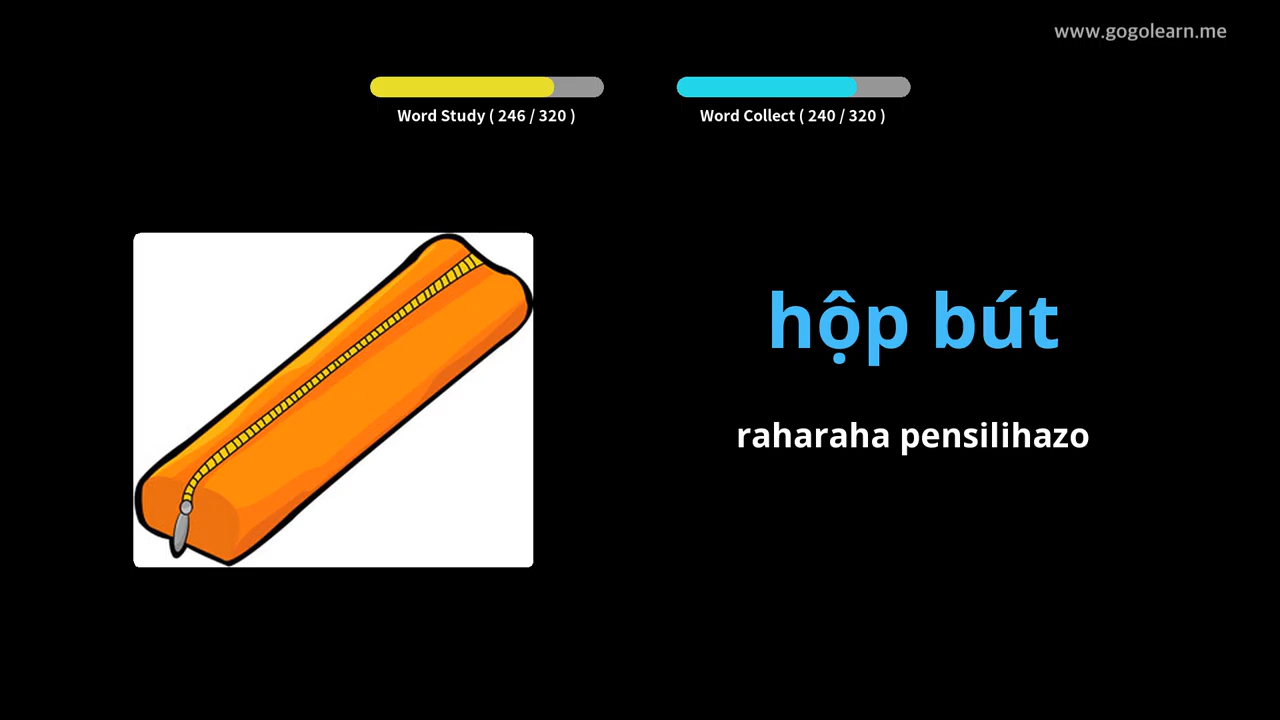 www.gogolearn.me
Word Study ( 246 / 320 )
Word Collect ( 240 / 320 )
hộp bút
raharaha pensilihazo